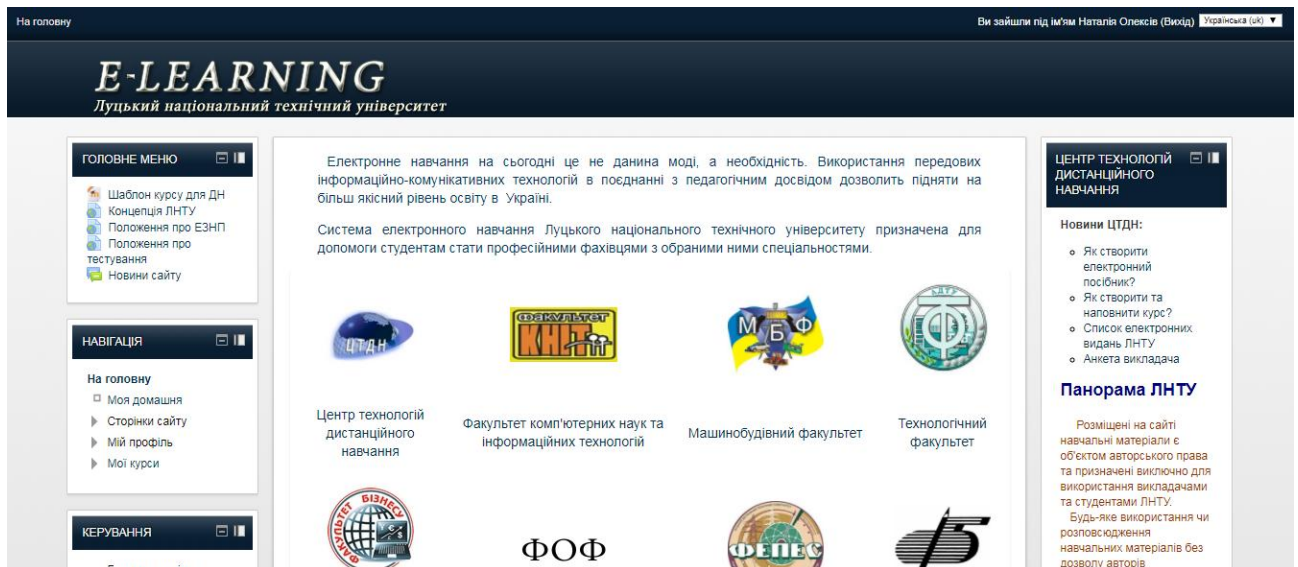 На головну
Ви зайшли під ім'ям Наталія Олексів (Вихід) Українська (uk)
E-LEARNING
Луцький національний технічний університет
ГОЛОВНЕ МЕНЮ
Шаблон курсу для ДН
Концепція ЛНТУ
Положення про ЕЗНП
Положення про
тестування
Новини сайту
НАВІГАЦІЯ
На головну
Моя домашня
Сторінки сайту
Мій профіль
Мої курси
КЕРУВАННЯ
Електронне навчання на сьогодні це не данина моді, а необхідність. Використання передових
інформаційно-комунікативних технологій в поєднанні з педагогічним досвідом дозволить підняти на
більш якісний рівень освіту в Україні.
Система електронного навчання Луцького національного технічного університету призначена для
допомоги студентам стати професійними фахівцями з обраними ними спеціальностями.
ЦТДН
ФАКУЛЬТЕТ
КНІТ
МБФ
ЛДТУ
Центр технологій
дистанційного
навчання
Факультет комп'ютерних наук та
інформаційних технологій
Машинобудівний факультет
Технологічний
факультет
ФАКУЛЬТЕТ БІЗНЕСУ
ФОФ
ФЕПЕС
ЦЕНТР ТЕХНОЛОГІЙ
ДИСТАНЦІЙНОГО
НАВЧАННЯ
Новини ЦТДН:
Як створити
електронний
посібник?
Як створити та
наповнити курс?
Список електронних
видань ЛНТУ
Анкета викладача
Панорама ЛНТУ
Розміщені на сайті
навчальні матеріали є
об'єктом авторського права
та призначені виключно для
використання викладачами
та студентами ЛНТУ.
Будь-яке використання чи
розповсюдження
навчальних матеріалів без
дозволу авторів